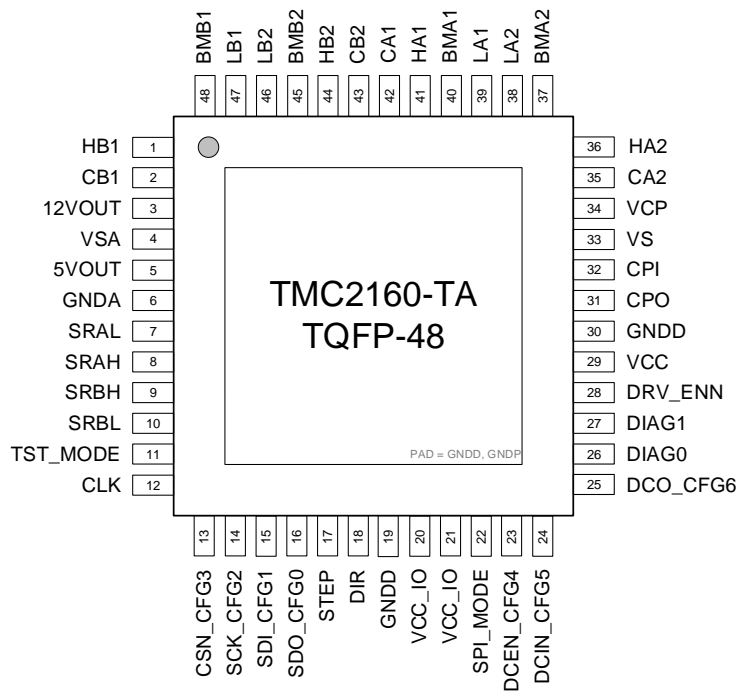 BMB1
LB1
LB2
BMB2
HB2
CB2
CA1
HA1
BMA1
LA1
LA2
BMA2
48
47
46
45
44
43
42
41
40
39
38
37
HB1 1
CB1 2
12VOUT 3
VSA 4
5VOUT 5
GNDA 6
SRAL 7
SRAH 8
SRBH 9
SRBL 10
TST_MODE 11
CLK 12
TMC2160-TA
TQFP-48
PAD = GNDD, GNDP
36 HA2
35 CA2
34 VCP
33 VS
32 CPI
31 CPO
30 GNDD
29 VCC
28 DRV_ENN
27 DIAG1
26 DIAG0
25 DCO_CFG6
13
14
15
16
17
18
19
20
21
22
23
24
CSN_CFG3
SCK_CFG2
SDI_CFG1
SDO_CFG0
STEP
DIR
GNDD
VCC_IO
VCC_IO
SPI_MODE
DCEN_CFG4
DCIN_CFG5